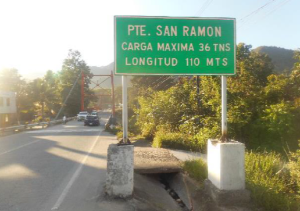 PTE. SAN RAMON
CARGA MAXIMA 36 TNS
LONGITUD 110 MTS